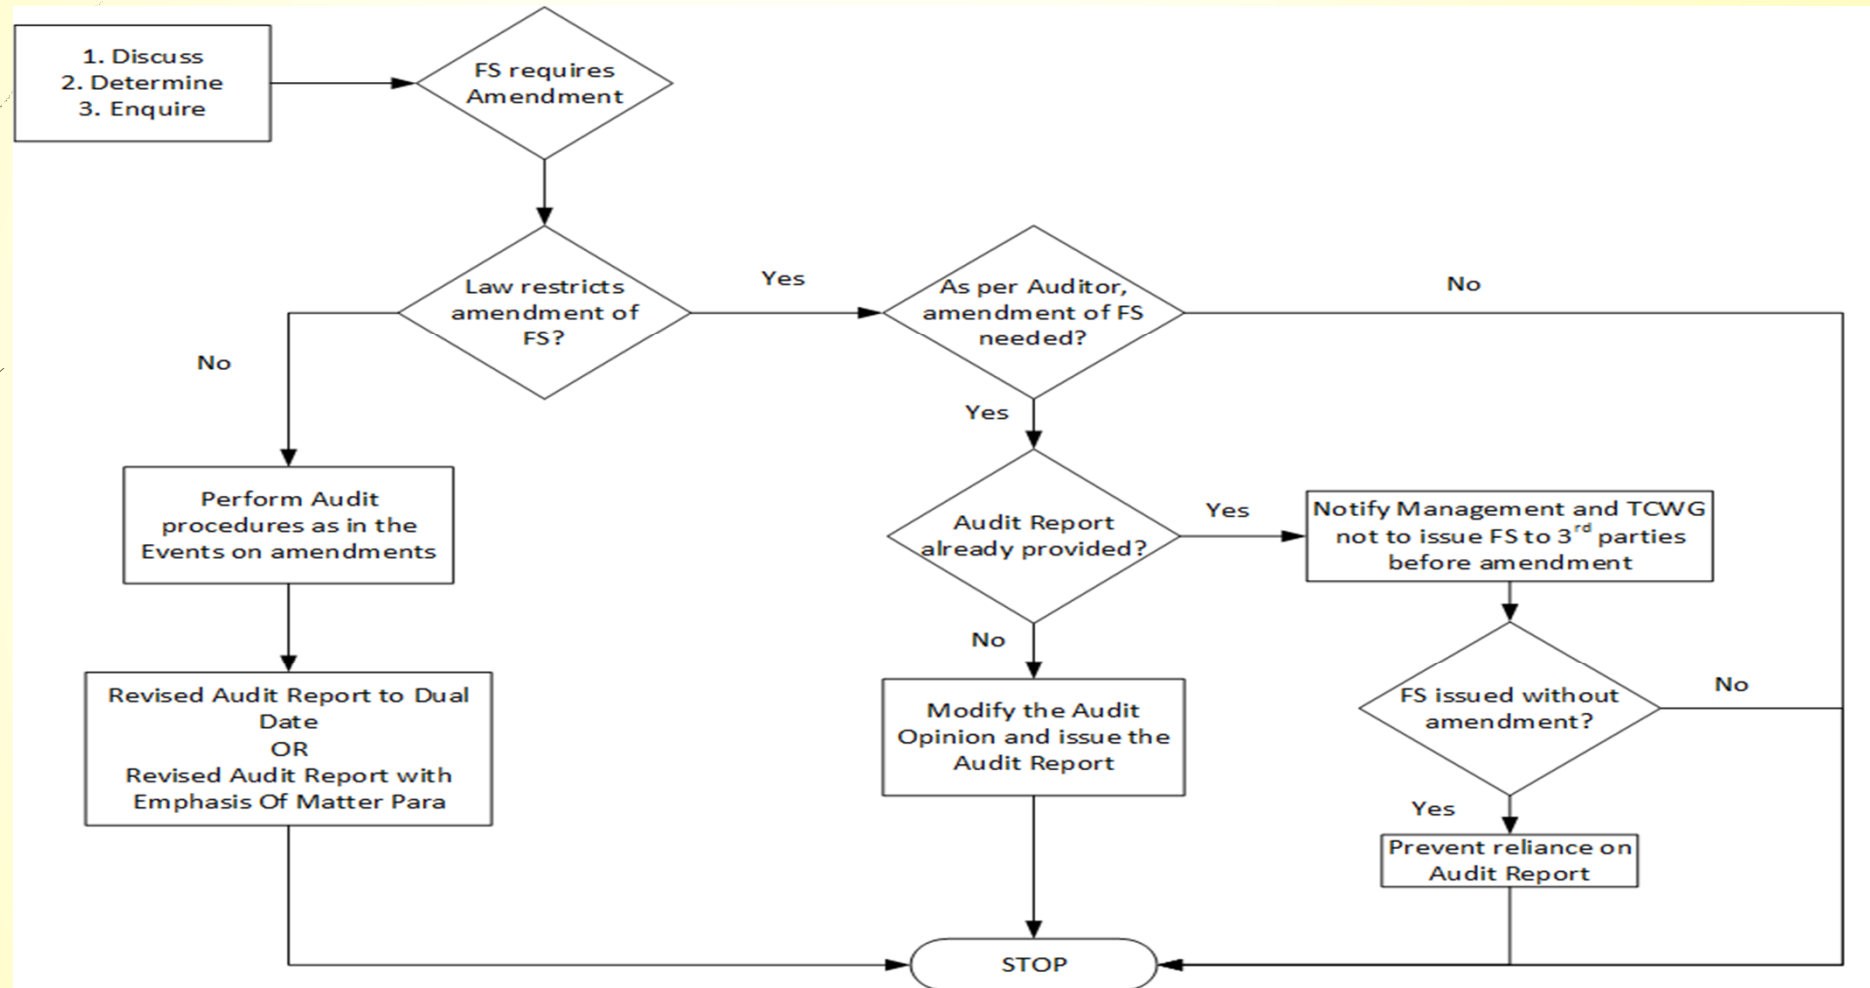 1. Discuss
2. Determine
3. Enquire
FS requires
Amendment
Law restricts
amendment of
FS?
Yes
As per Auditor,
amendment of FS
needed?
No
No
Yes
Perform Audit
procedures as in the
Events on amendments
Audit Report
already provided?
Yes
Notify Management and TCWG
not to issue FS to 3rd parties
before amendment
No
Revised Audit Report to Dual
Date
OR
Revised Audit Report with
Emphasis Of Matter Para
Modify the Audit
Opinion and issue the
Audit Report
FS issued without
amendment?
No
Yes
Prevent reliance on
Audit Report
STOP